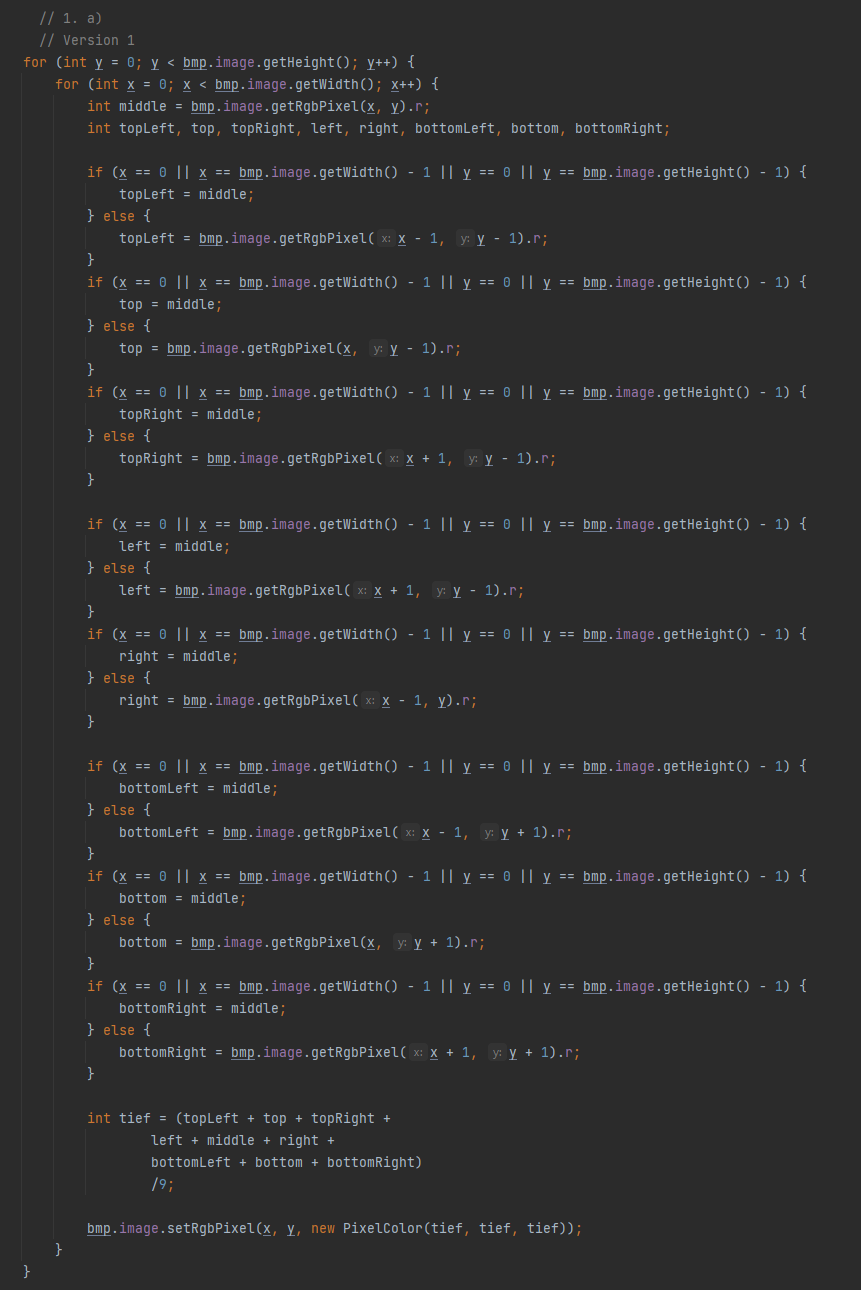 // 1. a)
// Version 1
for (int y = 0; y < bmp.image.getHeight(); y++) {
for (int x = 0; x < bmp.image.getWidth(); x++) {
int middle = bmp.image.getRgbPixel(x, y).r;
int topLeft, top, topRight, left, right, bottomLeft, bottom, bottomRight;
if (x == 0 || x == bmp.image.getWidth() - 1 || y == 0 || y == bmp.image.getHeight() - 1) {
topLeft = middle;
} else {
topLeft = bmp.image.getRgbPixel( x: x - 1, y: y - 1).r;
}
if (x == 0 || x == bmp.image.getWidth() - 1 || y == 0 || y == bmp.image.getHeight() - 1) {
top = middle;
} else {
top = bmp.image.getRgbPixel(x, y: y - 1).r;
}
if (x == 0 || x == bmp.image.getWidth() - 1 || y == 0 || y == bmp.image.getHeight() - 1) {
topRight = middle;
} else {
topRight = bmp.image.getRgbPixel( x: x + 1, y: y - 1).r;
}
if (x == 0 || x == bmp.image.getWidth() - 1 || y == 0 || y == bmp.image.getHeight() - 1) {
left = middle;
} else {
left = bmp.image.getRgbPixel( x: x + 1, y: y - 1).r;
}
if (x == 0 || x == bmp.image.getWidth() - 1 || y == 0 || y == bmp.image.getHeight() - 1) {
right = middle;
} else {
right = bmp.image.getRgbPixel( x: x - 1, y).r;
}
if (x == 0 || x == bmp.image.getWidth() - 1 || y == 0 || y == bmp.image.getHeight() - 1) {
bottomLeft = middle;
} else {
bottomLeft = bmp.image.getRgbPixel( x: x - 1, y: y + 1).r;
}
if (x == 0 || x == bmp.image.getWidth() - 1 || y == 0 || y == bmp.image.getHeight() - 1) {
bottom = middle;
} else {
bottom = bmp.image.getRgbPixel(x, y: y + 1).r;
}
if (x == 0 || x == bmp.image.getWidth() - 1 || y == 0 || y == bmp.image.getHeight() - 1) {
bottomRight = middle;
} else {
bottomRight = bmp.image.getRgbPixel( x: x + 1, y: y + 1).r;
}
int tief = (topLeft + top + topRight +
left + middle + right +
bottomLeft + bottom + bottomRight)
/9;
bmp.image.setRgbPixel(x, y, new PixelColor(tief, tief, tief));
}
}